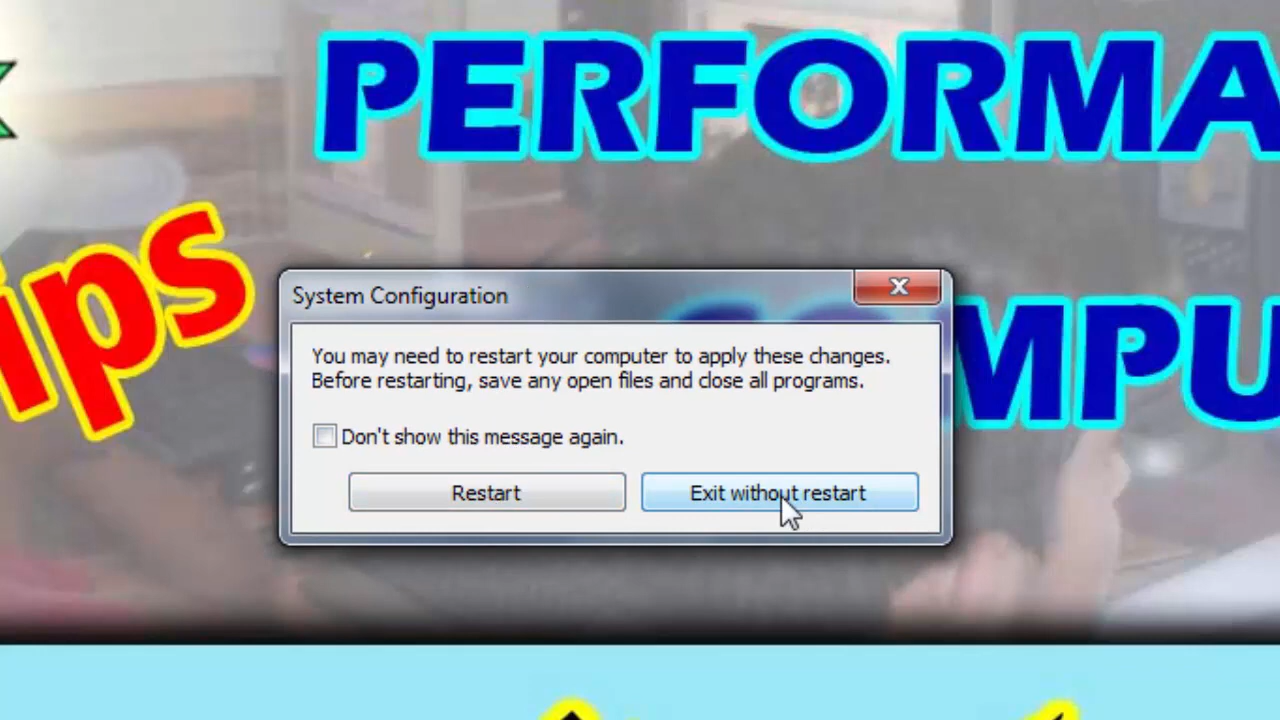 PERFORMA
ips
System Configuration
MPU
You may need to restart your computer to apply these changes.
Before restarting, save any open files and close all programs.
Don't show this message again.
Restart
Exit without restart